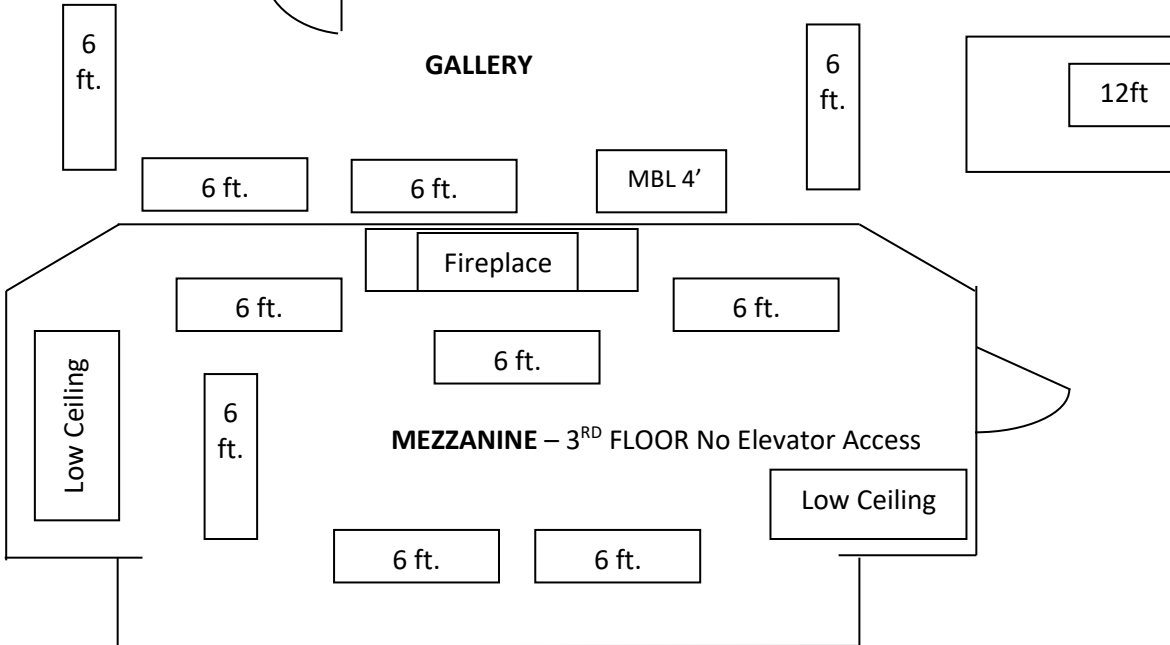 6
ft.
GALLERY
6
ft.
12ft
6 ft.
6 ft.
MBL 4’
Fireplace
6 ft.
6 ft.
6 ft.
Low Ceiling
6
ft.
MEZZANINE – 3RD FLOOR No Elevator Access
Low Ceiling
6 ft.
6 ft.